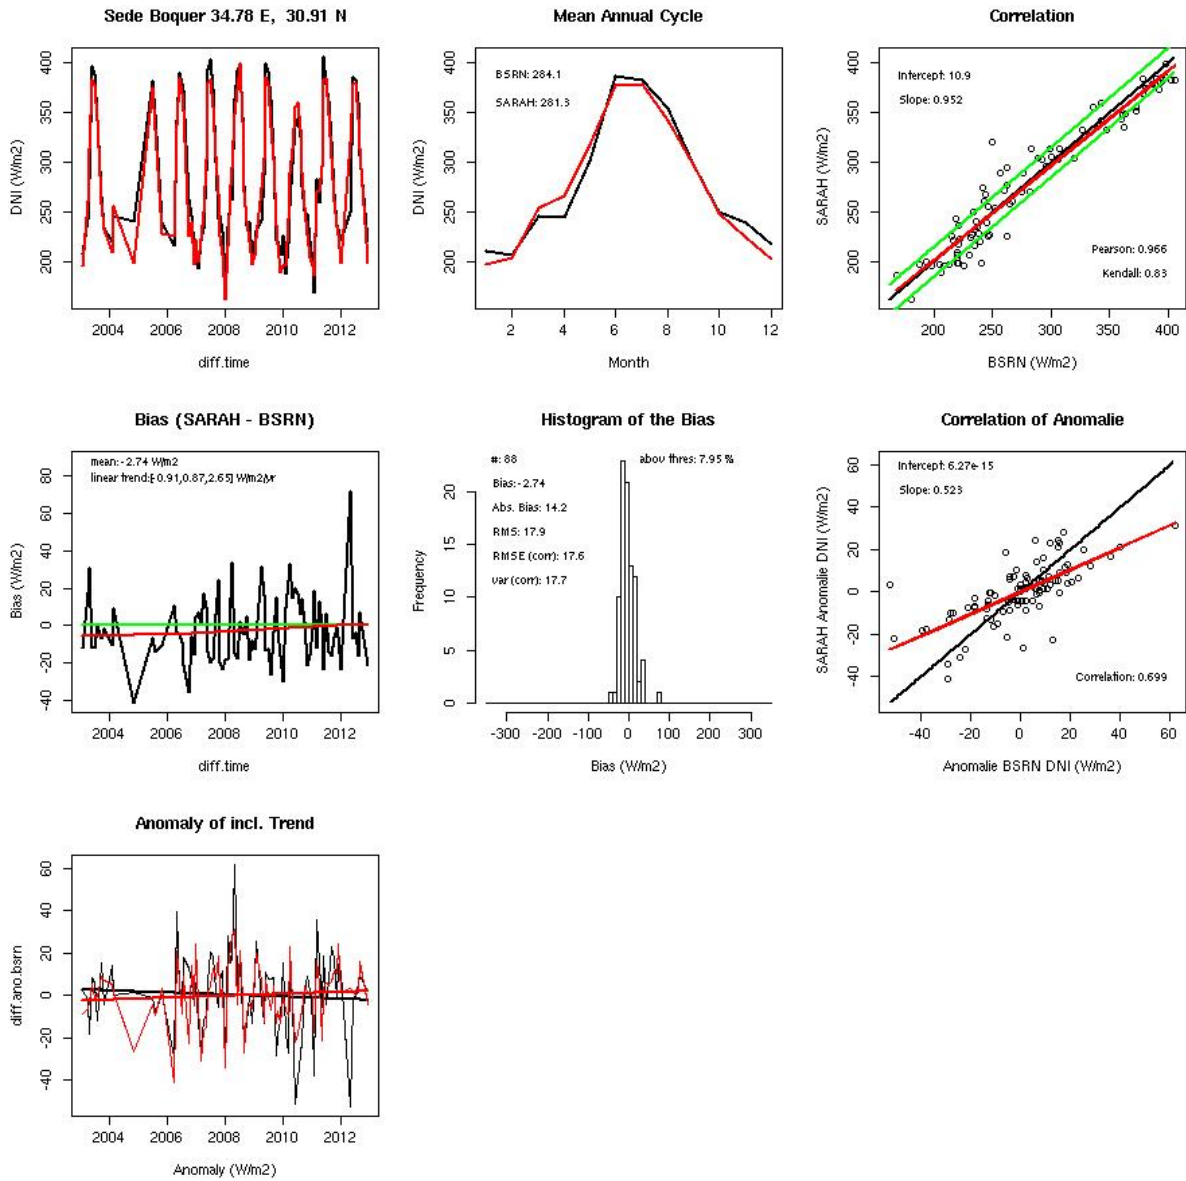 Sede Boquer 34.78 E, 30.91 N
DNI (W/m2)
400
350
300
250
200
2004 2006 2008 2010 2012
diff.time
Mean Annual Cycle
BSRN: 284.1
SARAH: 281.3
DNI (W/m2)
400
350
300
250
200
2 4 6 8 10 12
Month
Correlation
Intercept: 10.9
Slope: 0.952
SARAH (W/m2)
400
350
300
250
200
Pearson: 0.966
Kendall: 0.83
200 250 300 350 400
BSRN (W/m2)
Bias (SARAH - BSRN)
mean:-2.74 W/m2
linear trend:[-0.91,0.87,2.65] W/m2/yr
Bias (W/m2)
80
60
40
20
0
-20
-40
2004 2006 2008 2010 2012
diff.time
Histogram of the Bias
#: 88
abov thres: 7.95 %
Bias:-2.74
Abs. Bias: 14.2
RMS: 17.9
RMSE (corr): 17.6
var (corr): 17.7
Frequency
20
15
10
5
0
-300 -200 -100 0 100 200 300
Bias (W/m2)
Correlation of Anomalie
Intercept: 6.27e-15
Slope: 0.523
SARAH Anomalie DNI (W/m2)
60
40
20
0
-20
-40
Correlation: 0.699
-40 -20 0 20 40 60
Anomalie BSRN DNI (W/m2)
Anomaly of incl. Trend
diff.ano.bsrn
60
40
20
0
-20
-40
2004 2006 2008 2010 2012
Anomaly (W/m2)